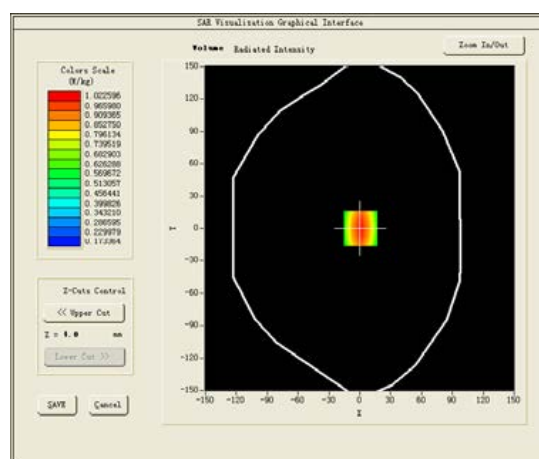 SAR Visualisation Graphical Interface
Volume Radiated Intensity
Zoom In/Out
Colors Scale
(W/kg)
1.022596
0.965980
0.909365
0.852750
0.796134
0.739519
0.682903
0.626288
0.569672
0.513057
0.456441
0.399826
0.343210
0.286595
0.229979
0.173364
150
120
90
60
30
0
-30
-60
-90
-120
-150
Y
-150 -120 -90 -60 -30 0 30 60 90 120 150
X
Z-Cuts Control
<< Upper Cut
Z = 4.0 mm
Lower Cut >>
SAVE Cancel